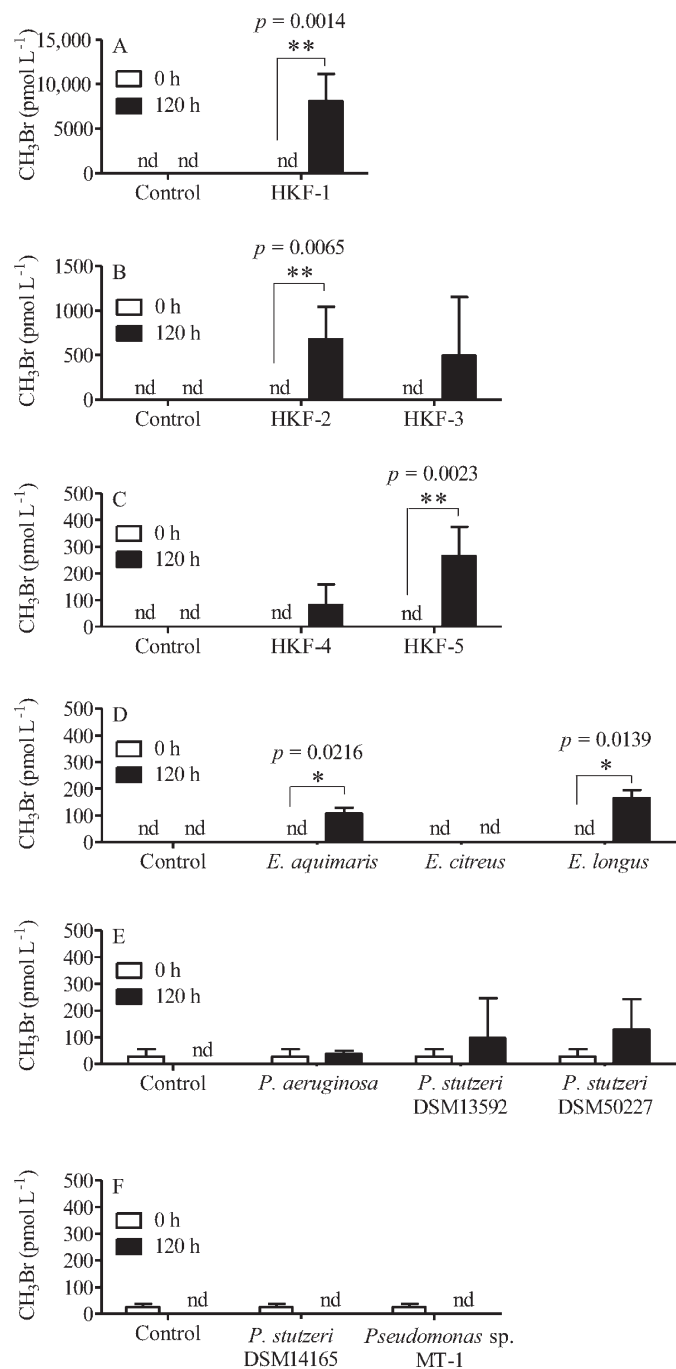 A
p = 0.0014
**
15,000
10,000
5000
0
CH₃Br (pmol L⁻¹)
0 h
120 h
nd nd nd
Control HKF-1
B
p = 0.0065
**
1500
1000
500
0
CH₃Br (pmol L⁻¹)
0 h
120 h
nd nd nd nd
Control HKF-2 HKF-3
C
p = 0.0023
**
500
400
300
200
100
0
CH₃Br (pmol L⁻¹)
0 h
120 h
nd nd nd nd
Control HKF-4 HKF-5
D
500
400
300
200
100
0
CH₃Br (pmol L⁻¹)
0 h
120 h
p = 0.0216
*
p = 0.0139
*
nd nd nd nd nd nd
Control E. aquimaris E. citreus E. longus
E
500
400
300
200
100
0
CH₃Br (pmol L⁻¹)
0 h
120 h
nd
Control P. aeruginosa P. stutzeri P. stutzeri
DSM13592 DSM50227
F
500
400
300
200
100
0
CH₃Br (pmol L⁻¹)
0 h
120 h
nd nd nd
Control P. stutzeri Pseudomonas sp.
DSM14165 MT-1